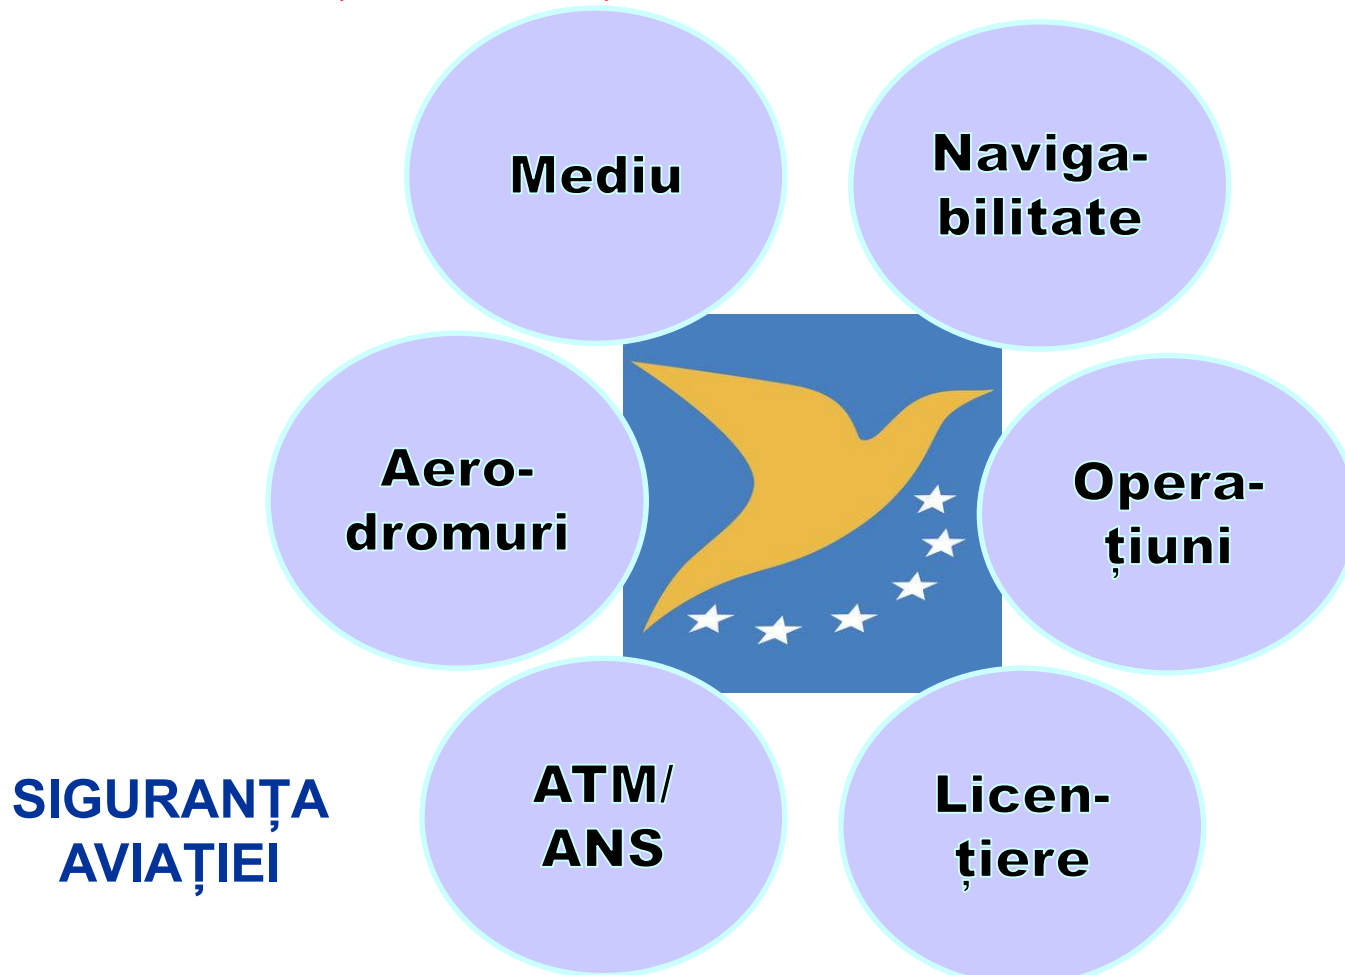 Mediu
Naviga-
bilitate
Aero-
dromuri
Opera-
țiuni
ATM/
ANS
Licen-
țiere
SIGURANȚA
AVIAȚIEI